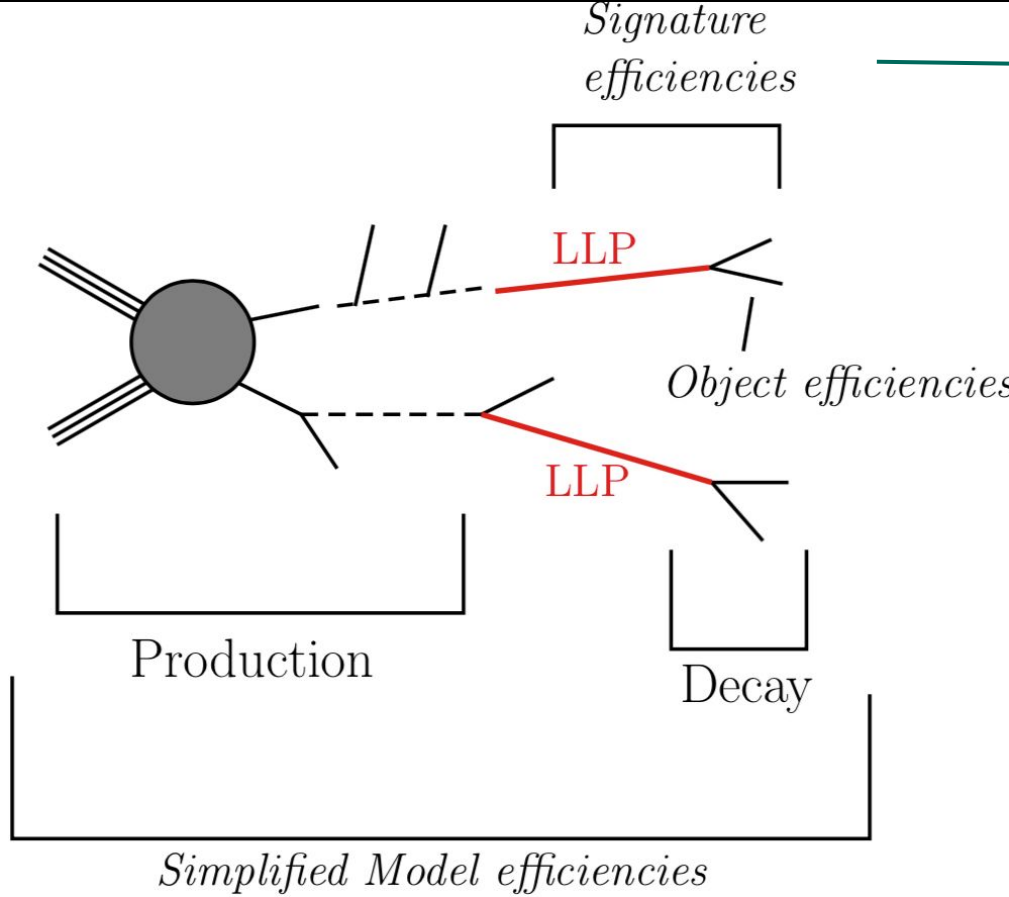 Signature
efficiencies
LLP
Object efficiencies
LLP
Production
Decay
Simplified Model efficiencies